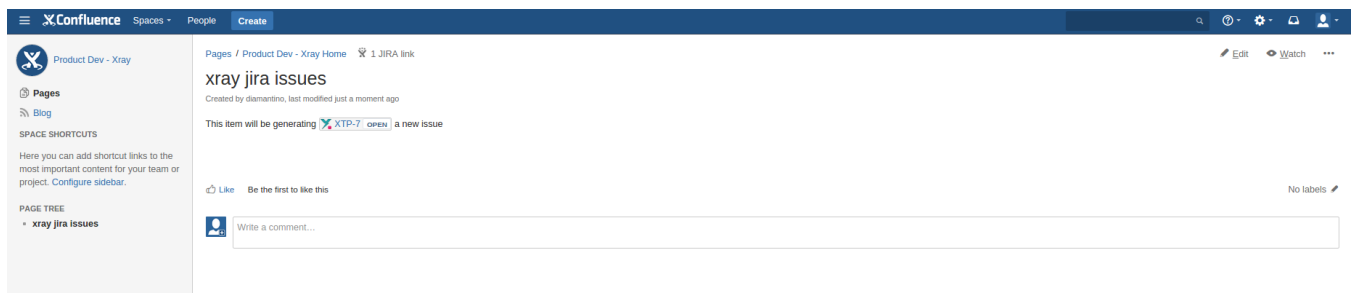 Confluence Spaces People Create
Product Dev - Xray
Pages
Blog
SPACE SHORTCUTS
Here you can add shortcut links to the
most important content for your team or
project. Configure sidebar.
PAGE TREE
xray jira issues
Pages / Product Dev - Xray Home 1 JIRA link
Edit Watch
xray jira issues
Created by diamantino, last modified just a moment ago
This item will be generating XTP-7 OPEN a new issue
Like Be the first to like this
No labels
Write a comment…